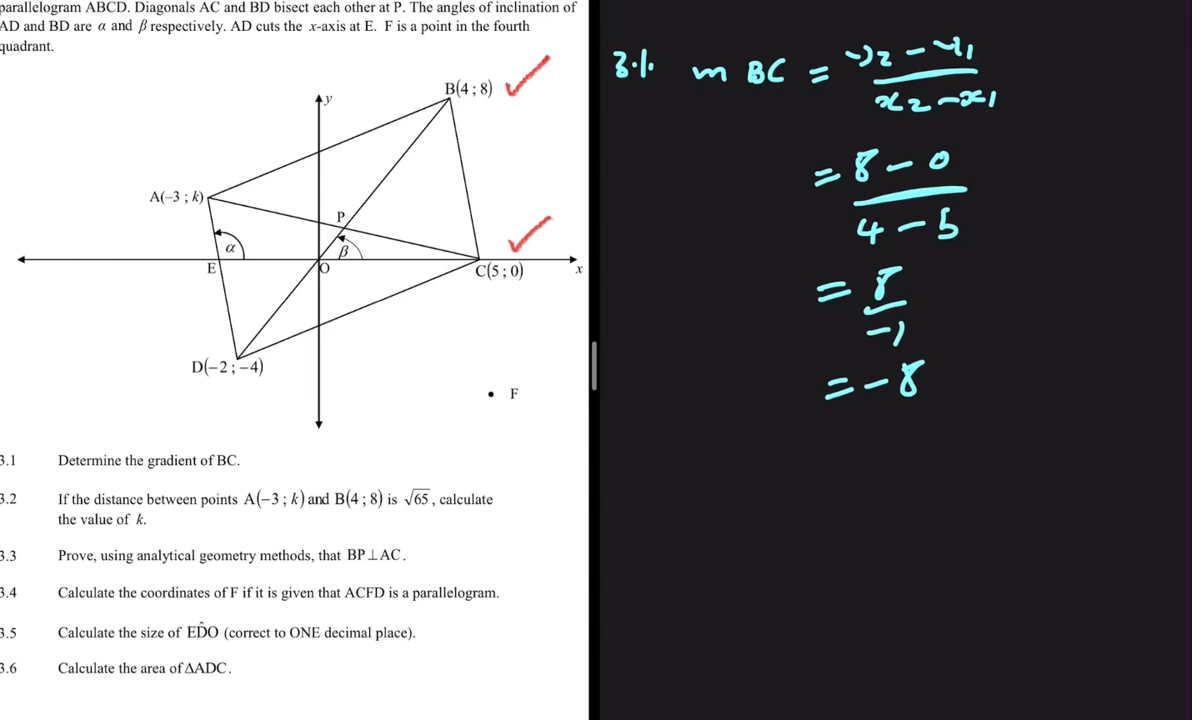 parallelogram ABCD. Diagonals AC and BD bisect each other at P. The angles of inclination of
AD and BD are α and β respectively. AD cuts the x-axis at E. F is a point in the fourth
quadrant.
y
B(4 ; 8)
A(−3 ; k)
P
α
β
E
O
C(5 ; 0)
x
D(−2 ; −4)
F
3.1 Determine the gradient of BC.
3.2 If the distance between points A(−3 ; k) and B(4 ; 8) is √65, calculate
the value of k.
3.3 Prove, using analytical geometry methods, that BP ⊥ AC.
3.4 Calculate the coordinates of F if it is given that ACFD is a parallelogram.
3.5 Calculate the size of ED̂O (correct to ONE decimal place).
3.6 Calculate the area of ΔADC.
3.1. m BC = y2 − y1
x2 − x1
= 8 − 0
4 − 5
= 8
−1
= −8